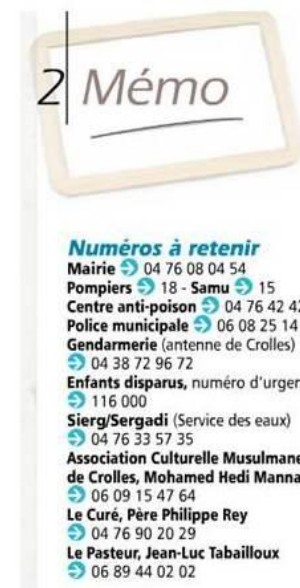 2 Mémo
Numéros à retenir
Mairie 04 76 08 04 54
Pompiers 18 - Samu 15
Centre anti-poison 04 76 42 42
Police municipale 06 08 25 14
Gendarmerie (antenne de Crolles)
04 38 72 96 72
Enfants disparus, numéro d'urgen
116 000
Sierg/Sergadi (Service des eaux)
04 76 33 57 35
Association Culturelle Musulmane
de Crolles, Mohamed Hedi Manna
06 09 15 47 64
Le Curé, Père Philippe Rey
04 76 90 20 29
Le Pasteur, Jean-Luc Tabailloux
06 89 44 02 02